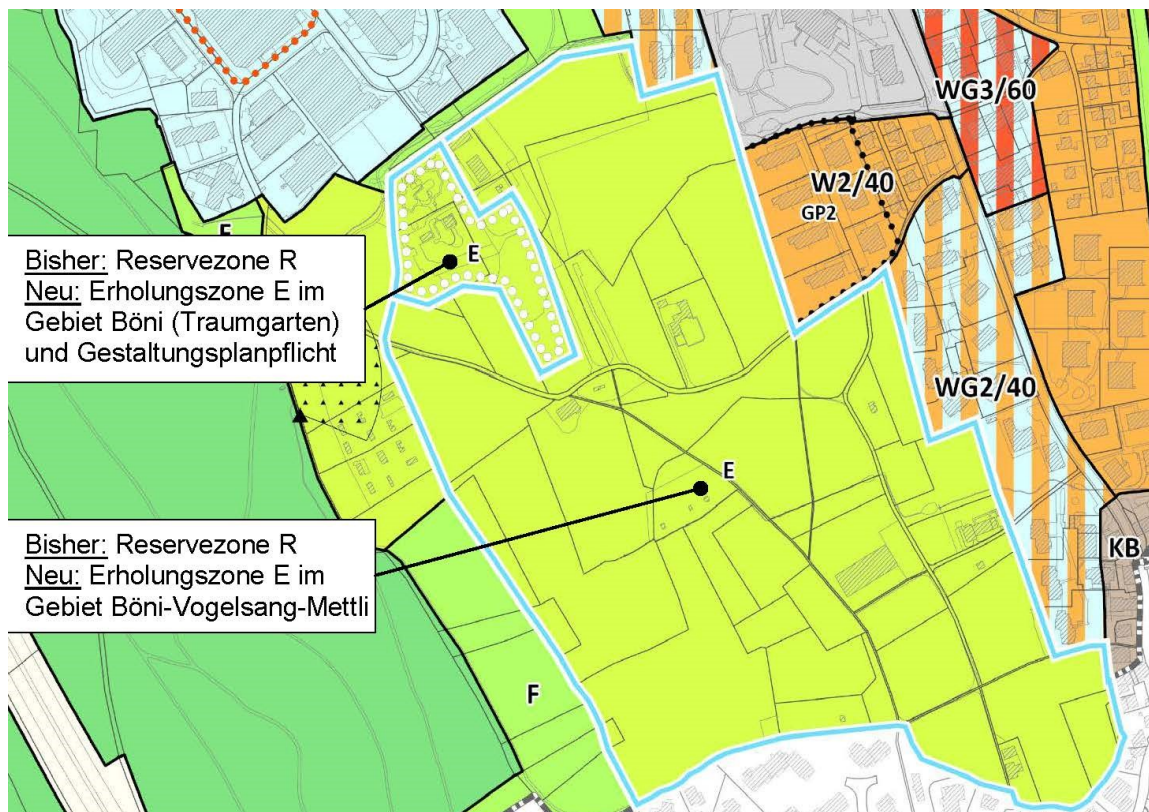 WG3/60
W2/40
GP2
F
E
Bisher: Reservezone R
Neu: Erholungszone E im
Gebiet Böni (Traumgarten)
und Gestaltungsplanpflicht
WG2/40
E
Bisher: Reservezone R
Neu: Erholungszone E im
Gebiet Böni-Vogelsang-Mettli
KB
F